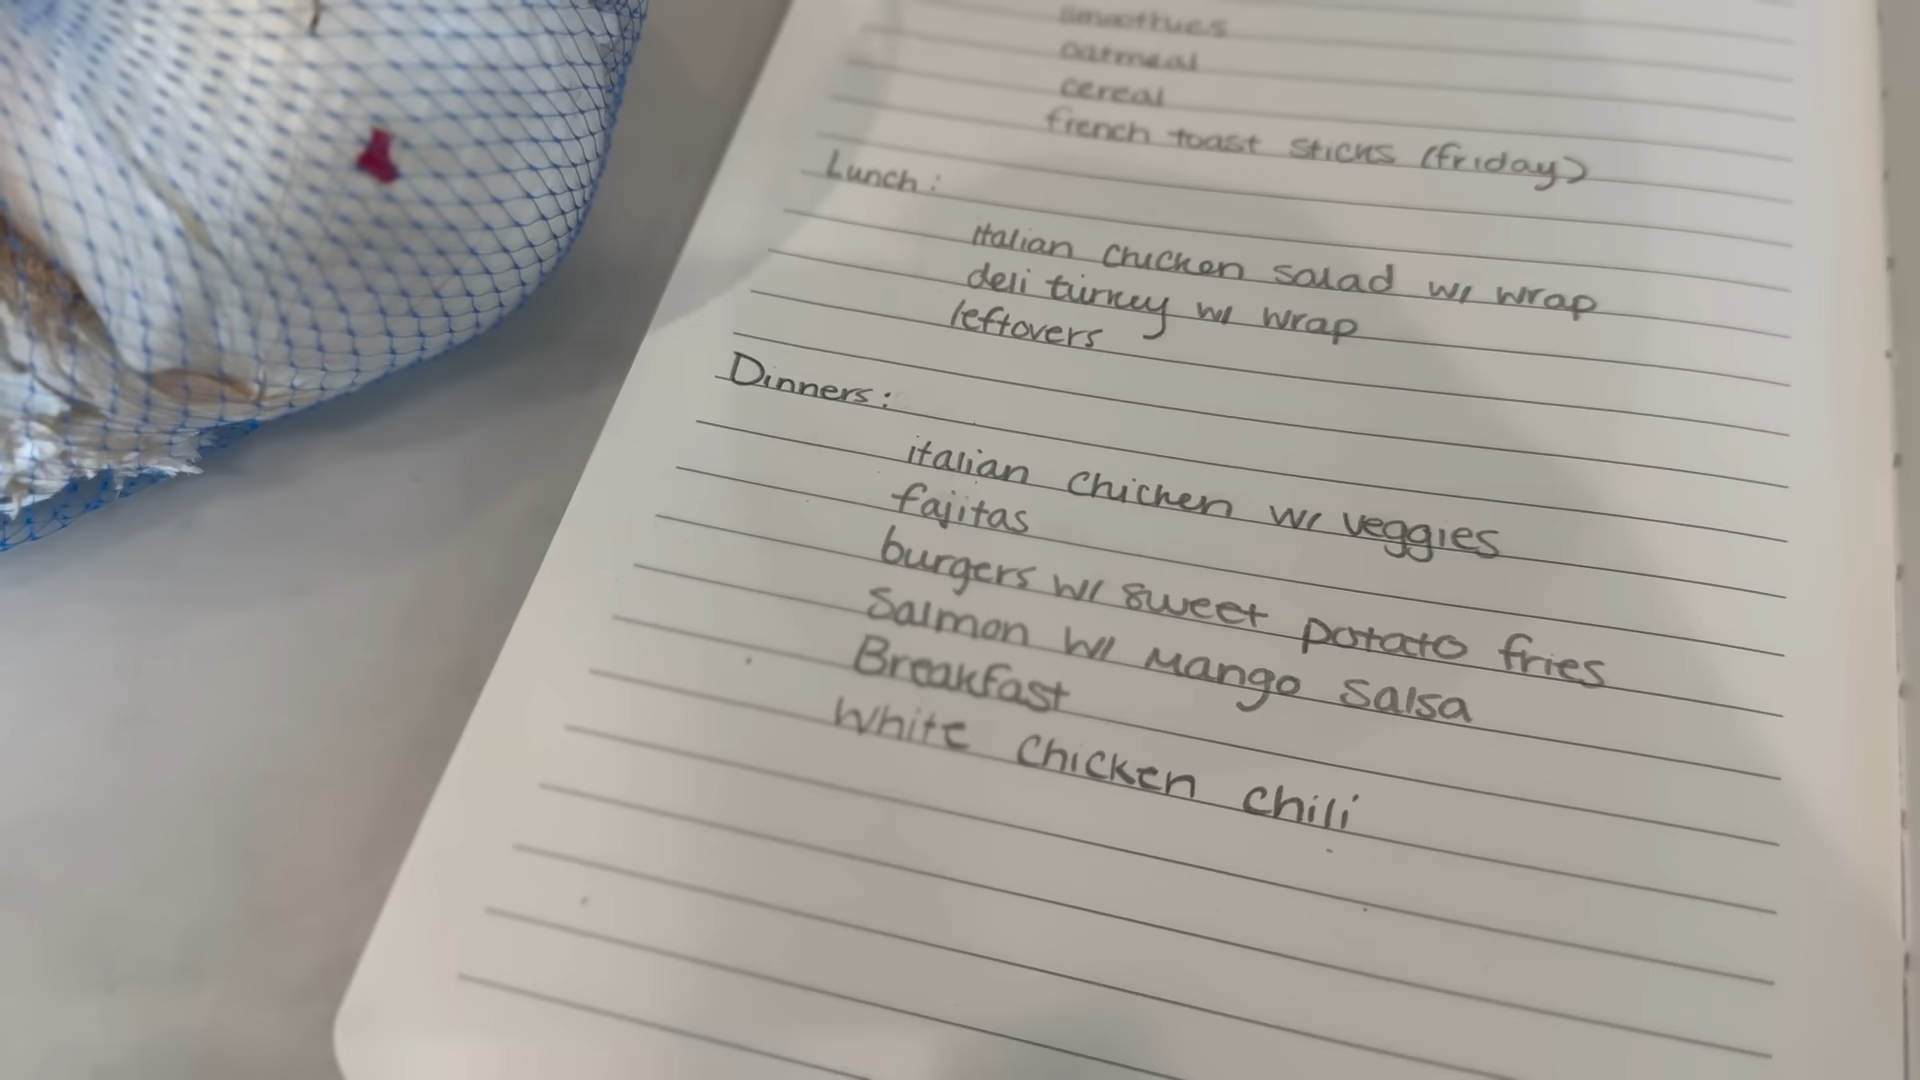 smoothies
oatmeal
cereal
french toast sticks (friday)
Lunch:
italian chicken salad w/ wrap
deli turkey w/ wrap
leftovers
Dinners:
italian chicken w/ veggies
fajitas
burgers w/ sweet potato fries
Salmon w/ Mango Salsa
Breakfast
White Chicken Chili